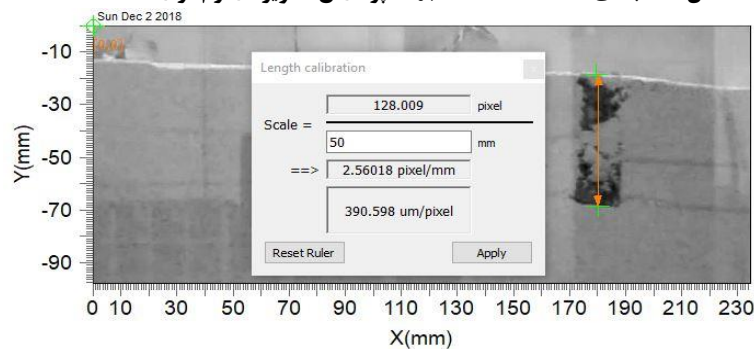 Sun Dec 2 2018
Length calibration
128.009 pixel
Scale =
50 mm
==> 2.56018 pixel/mm
390.598 um/pixel
Reset Ruler Apply
-10
-30
-50
-70
-90
Y(mm)
0 10 30 50 70 90 110 130 150 170 190 210 230
X(mm)